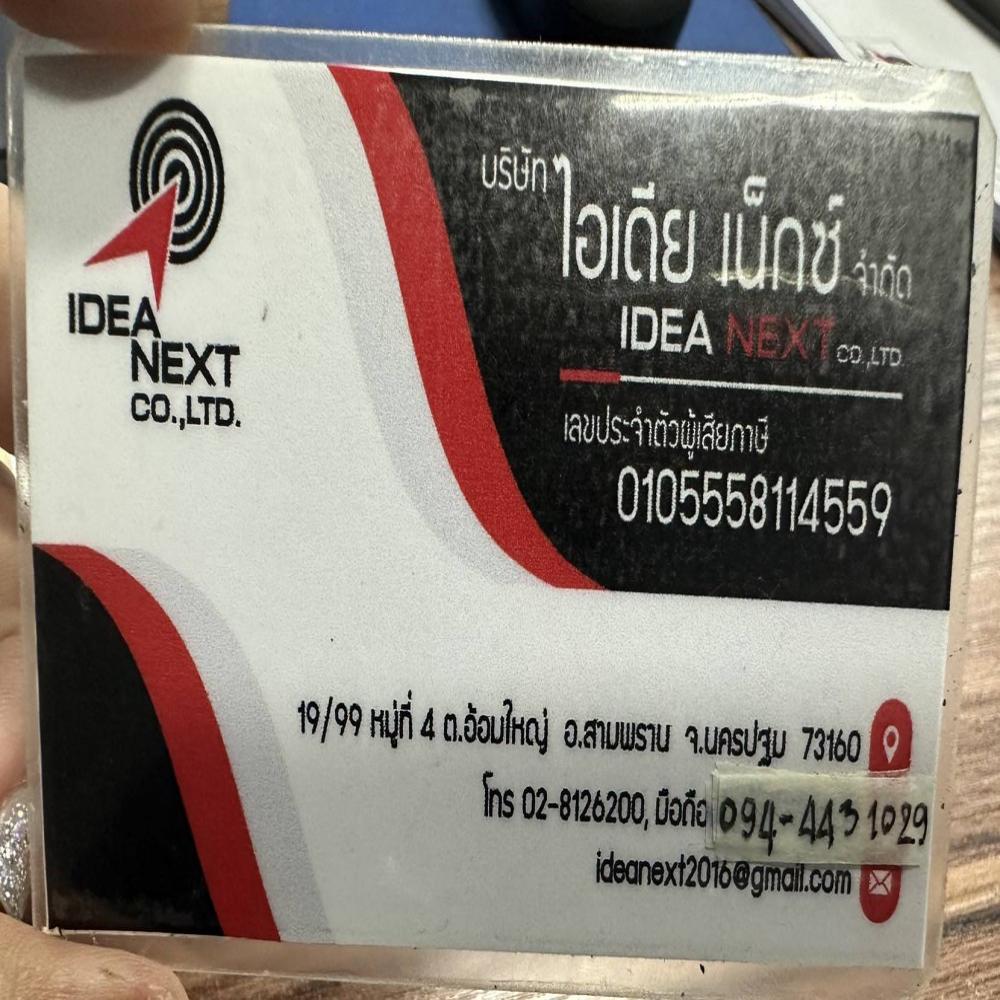 IDEA
NEXT
CO.,LTD.
บริษัท ไอเดีย เน็กซ์ จำกัด
IDEA NEXT CO.,LTD.
เลขประจำตัวผู้เสียภาษี
0105558114559
19/99 หมู่ที่ 4 ต.อ้อมใหญ่ อ.สามพราน จ.นครปฐม 73160
โทร 02-8126200, มือถือ 094-4431029
ideanext2016@gmail.com